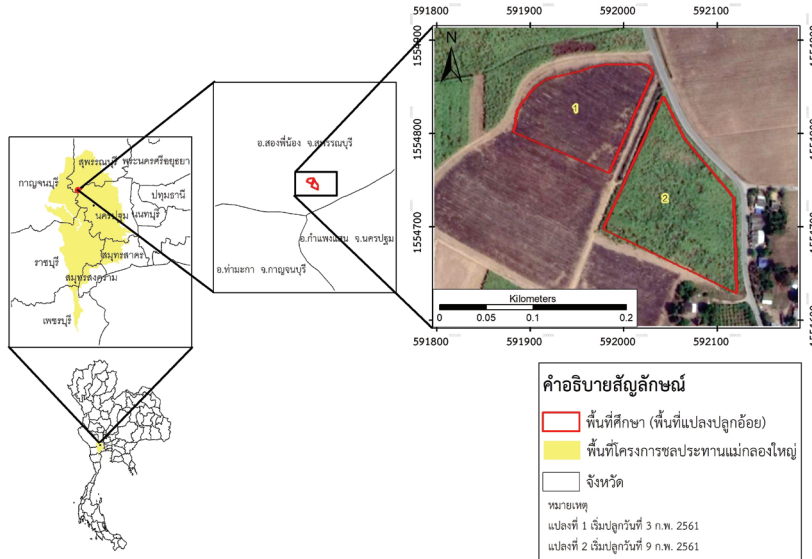 591800 591900 592000 592100
1554900
1554800
1554700
N
1
2
Kilometers
0 0.05 0.1 0.2
591800 591900 592000 592100
1554900
1554800
1554700
อ.สองพี่น้อง จ.สุพรรณบุรี
อ.กำแพงแสน จ.นครปฐม
อ.ท่ามะกา จ.กาญจนบุรี
สุพรรณบุรี
พระนครศรีอยุธยา
กาญจนบุรี
ปทุมธานี
นครปฐม
นนทบุรี
สมุทรสาคร
ราชบุรี
สมุทรสงคราม
เพชรบุรี
คำอธิบายสัญลักษณ์
พื้นที่ศึกษา (พื้นที่แปลงปลูกอ้อย)
พื้นที่โครงการชลประทานแม่กลองใหญ่
จังหวัด
หมายเหตุ
แปลงที่ 1 เริ่มปลูกวันที่ 3 ก.พ. 2561
แปลงที่ 2 เริ่มปลูกวันที่ 9 ก.พ. 2561